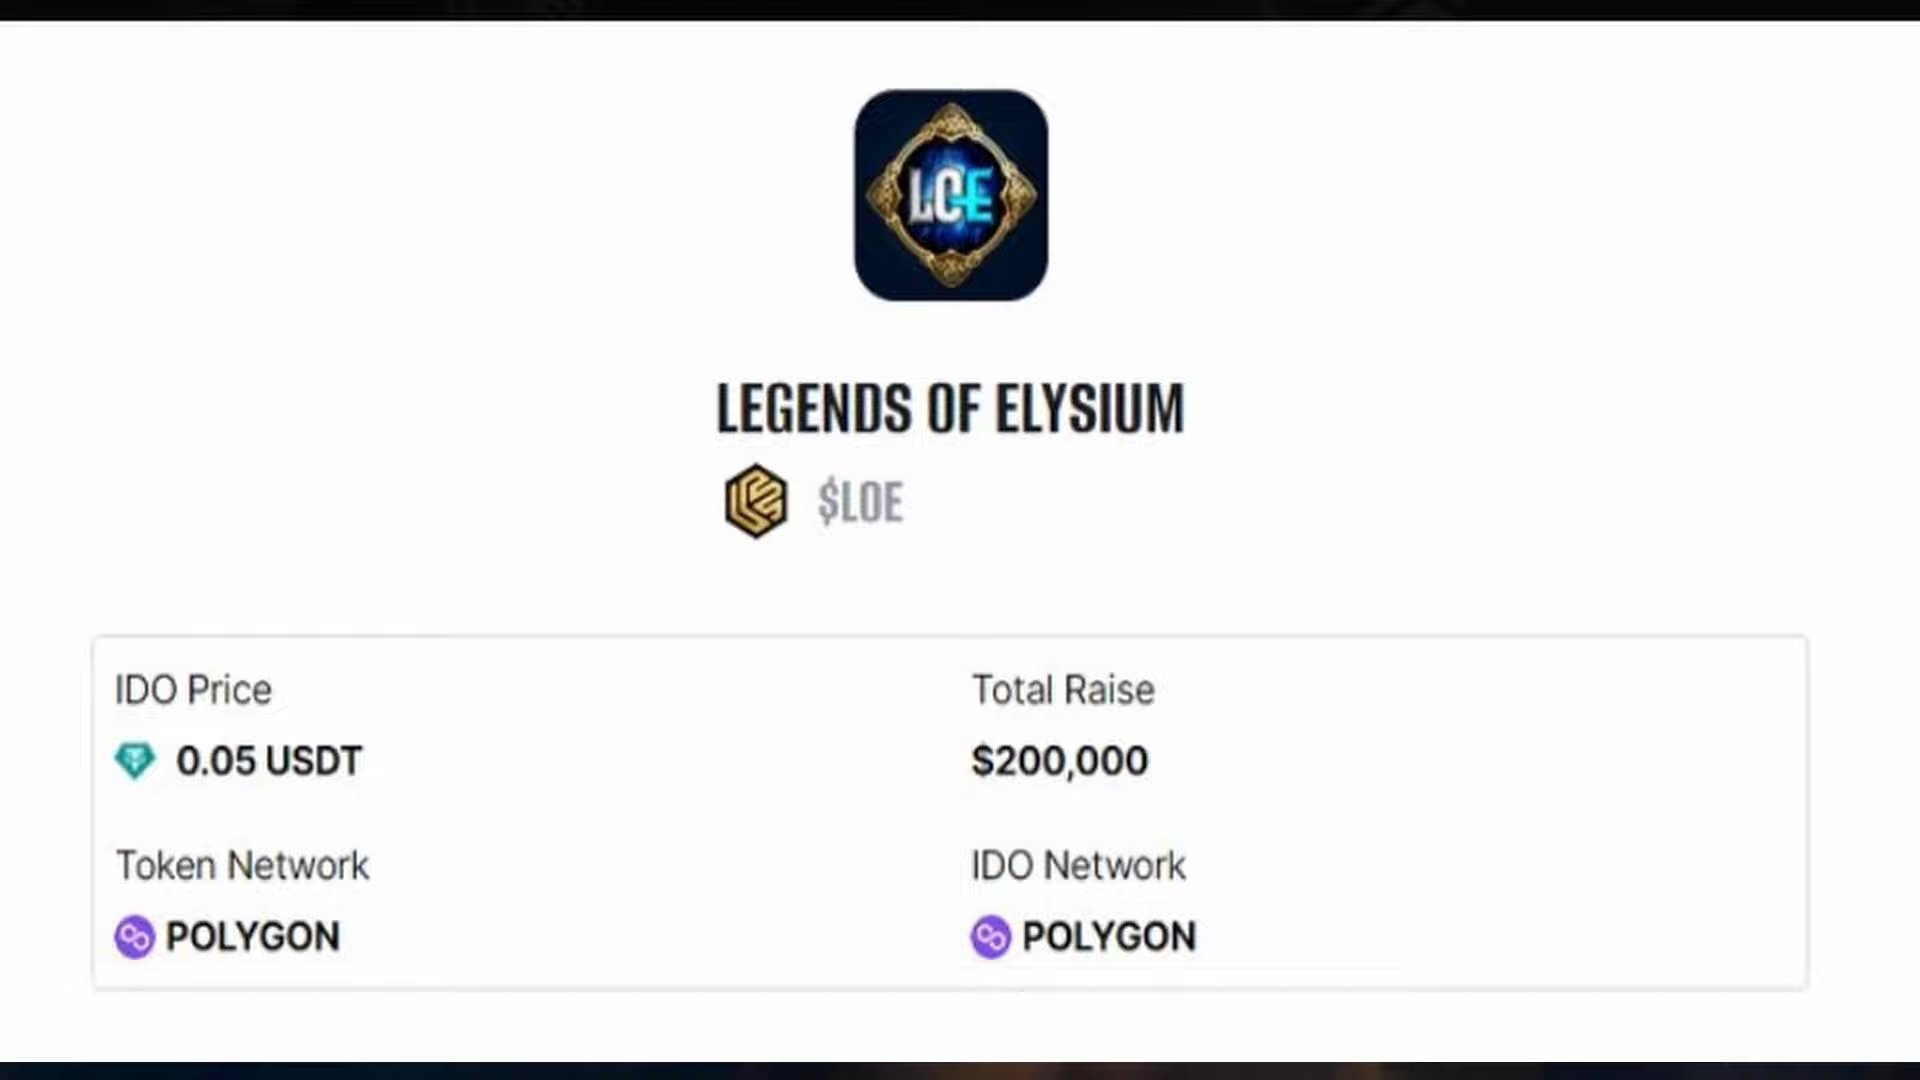 LOE
LEGENDS OF ELYSIUM
$LOE
IDO Price
Total Raise
0.05 USDT
$200,000
Token Network
IDO Network
POLYGON
POLYGON